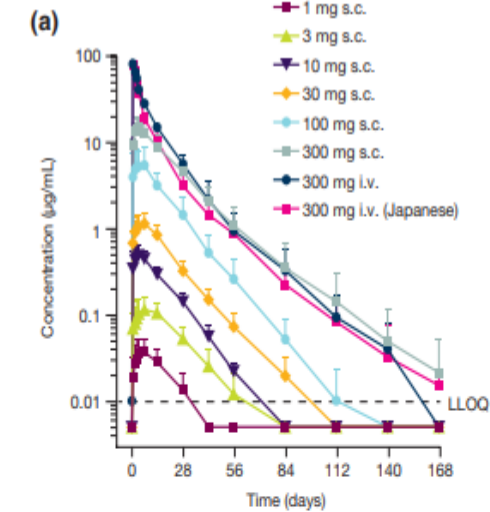 (a)
1 mg s.c.
3 mg s.c.
10 mg s.c.
30 mg s.c.
100 mg s.c.
300 mg s.c.
300 mg i.v.
300 mg i.v. (Japanese)
Concentration (µg/mL)
100
10
1
0.1
0.01
LLOQ
0 28 56 84 112 140 168
Time (days)